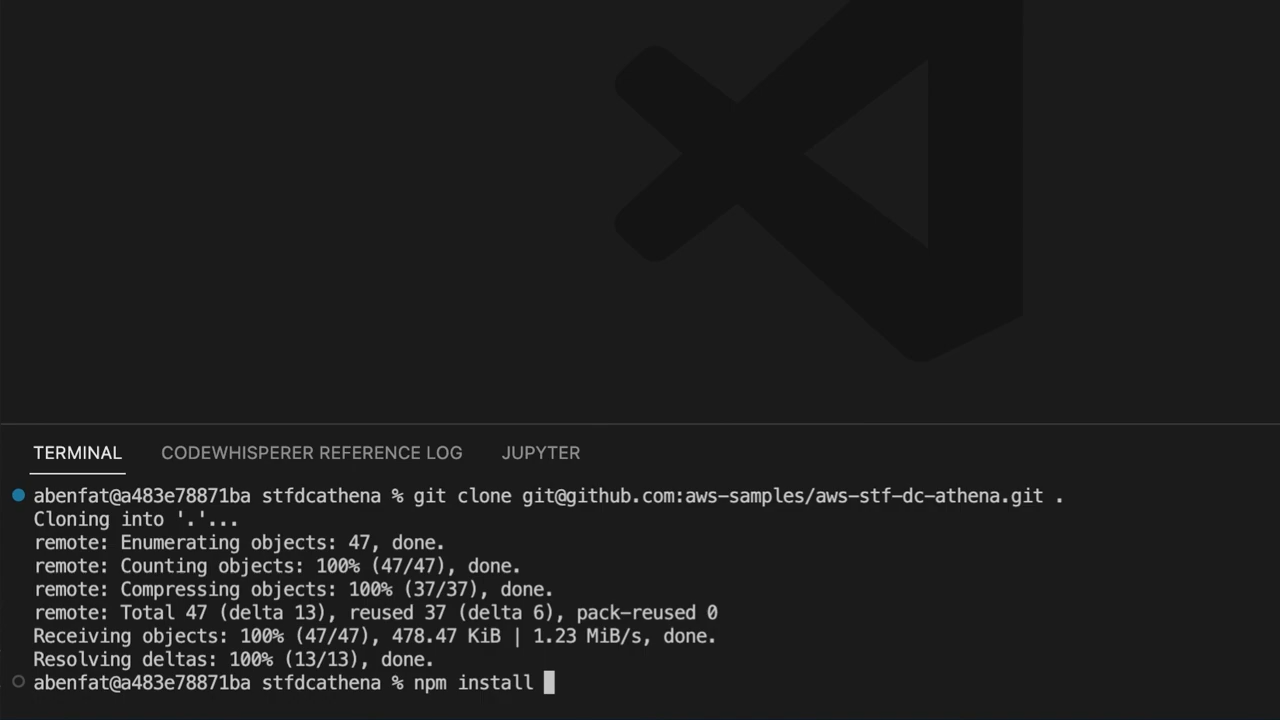 TERMINAL CODEWHISPERER REFERENCE LOG JUPYTER
abenfat@a483e78871ba stfdcathena % git clone git@github.com:aws-samples/aws-stf-dc-athena.git .
Cloning into '.'...
remote: Enumerating objects: 47, done.
remote: Counting objects: 100% (47/47), done.
remote: Compressing objects: 100% (37/37), done.
remote: Total 47 (delta 13), reused 37 (delta 6), pack-reused 0
Receiving objects: 100% (47/47), 478.47 KiB | 1.23 MiB/s, done.
Resolving deltas: 100% (13/13), done.
abenfat@a483e78871ba stfdcathena % npm install